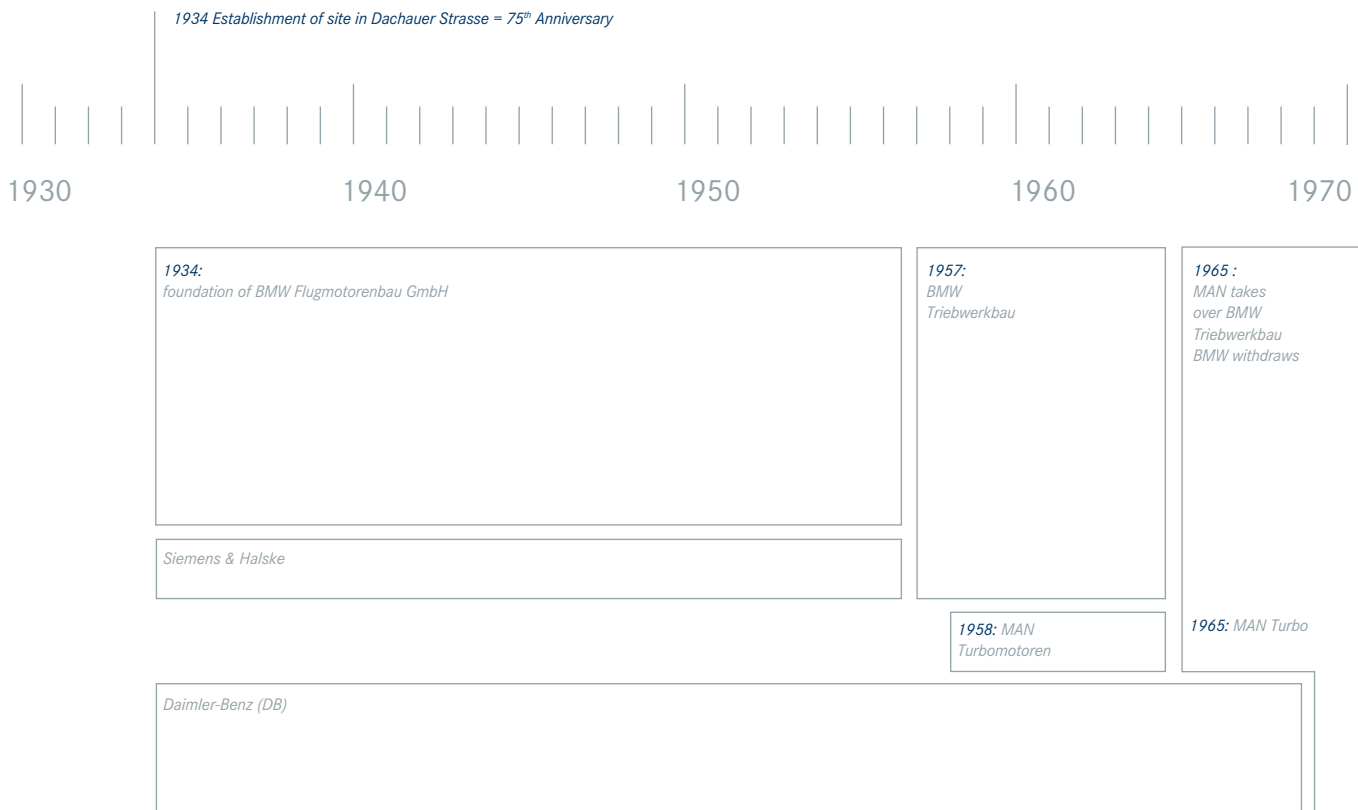 1934 Establishment of site in Dachauer Strasse = 75th Anniversary
1930
1940
1950
1960
1970
1934:
foundation of BMW Flugmotorenbau GmbH
1957:
BMW
Triebwerkbau
1965 :
MAN takes
over BMW
Triebwerkbau
BMW withdraws
Siemens & Halske
1958: MAN
Turbomotoren
1965: MAN Turbo
Daimler-Benz (DB)